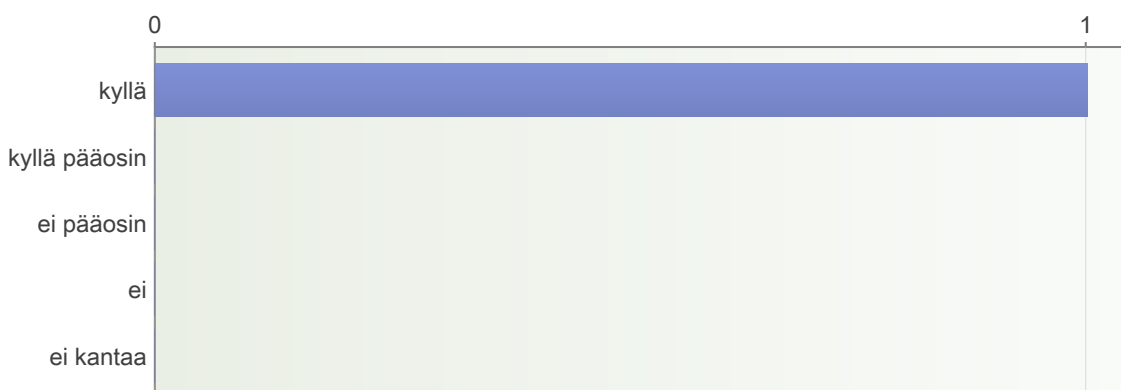 0 1
kyllä
kyllä pääosin
ei pääosin
ei
ei kantaa